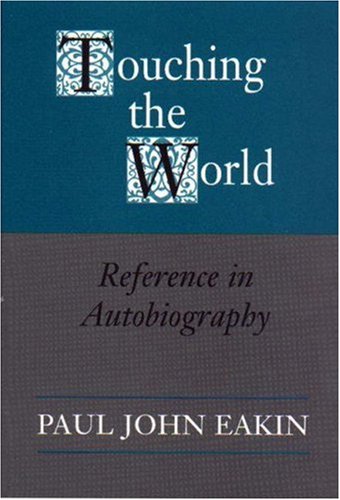 Touching
the
World
Reference in
Autobiography
PAUL JOHN EAKIN